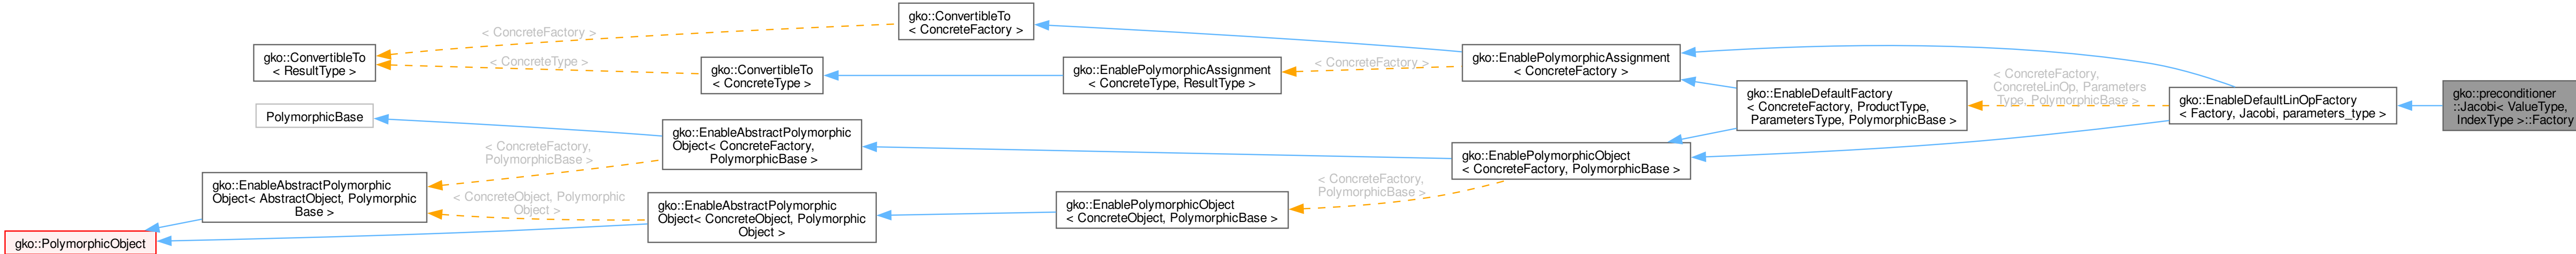 gko::ConvertibleTo
< ConcreteFactory >
< ConcreteFactory >
gko::ConvertibleTo
< ResultType >
< ConcreteType >
gko::ConvertibleTo
< ConcreteType >
gko::EnablePolymorphicAssignment
< ConcreteType, ResultType >
< ConcreteFactory >
gko::EnablePolymorphicAssignment
< ConcreteFactory >
PolymorphicBase
gko::EnableAbstractPolymorphic
Object< ConcreteFactory,
PolymorphicBase >
< ConcreteFactory,
PolymorphicBase >
gko::EnableAbstractPolymorphic
Object< AbstractObject, Polymorphic
Base >
< ConcreteObject, Polymorphic
Object >
gko::EnableAbstractPolymorphic
Object< ConcreteObject, Polymorphic
Object >
gko::PolymorphicObject
gko::EnablePolymorphicObject
< ConcreteObject, PolymorphicBase >
< ConcreteFactory,
PolymorphicBase >
gko::EnablePolymorphicObject
< ConcreteFactory, PolymorphicBase >
gko::EnableDefaultFactory
< ConcreteFactory, ProductType,
ParametersType, PolymorphicBase >
< ConcreteFactory,
ConcreteLinOp, Parameters
Type, PolymorphicBase >
gko::EnableDefaultLinOpFactory
< Factory, Jacobi, parameters_type >
gko::preconditioner
::Jacobi< ValueType,
IndexType >::Factory